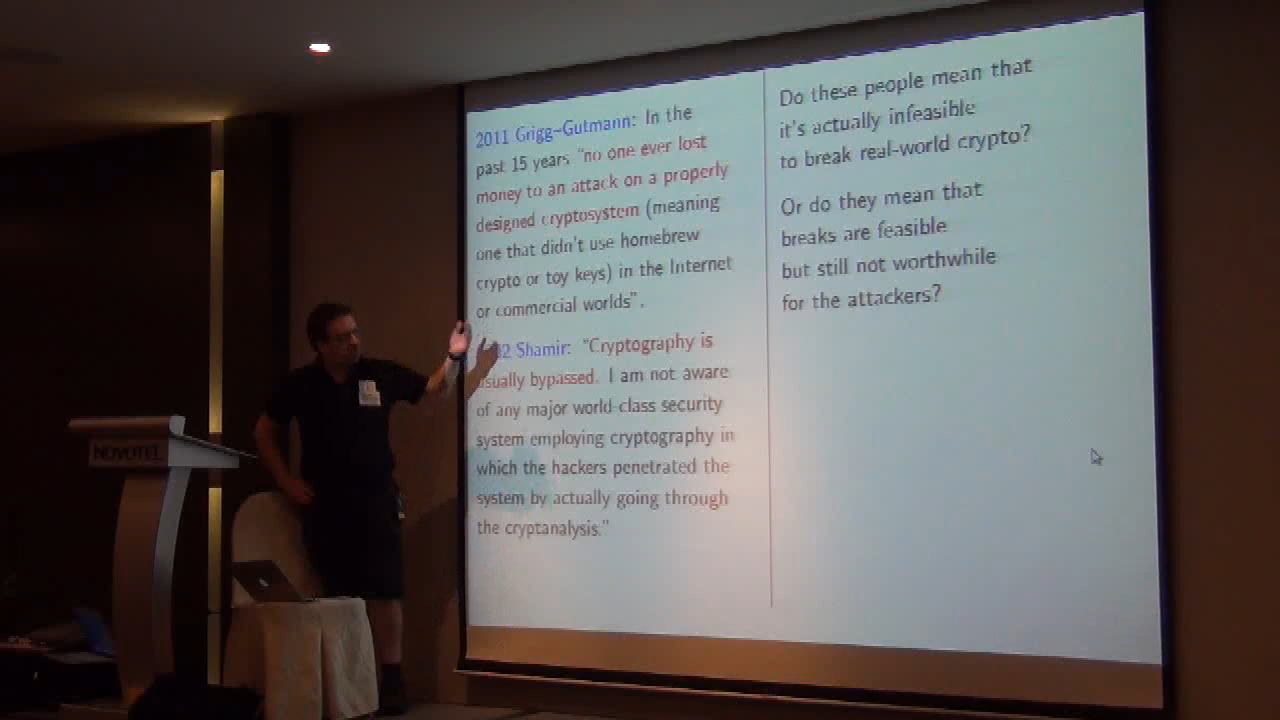 2011 Grigg–Gutmann: In the
past 15 years "no one ever lost
money to an attack on a properly
designed cryptosystem (meaning
one that didn't use homebrew
crypto or toy keys) in the Internet
or commercial worlds".
2 Shamir: "Cryptography is
usually bypassed. I am not aware
of any major world-class security
system employing cryptography in
which the hackers penetrated the
system by actually going through
the cryptanalysis."
Do these people mean that
it's actually infeasible
to break real-world crypto?
Or do they mean that
breaks are feasible
but still not worthwhile
for the attackers?
NOVOTEL